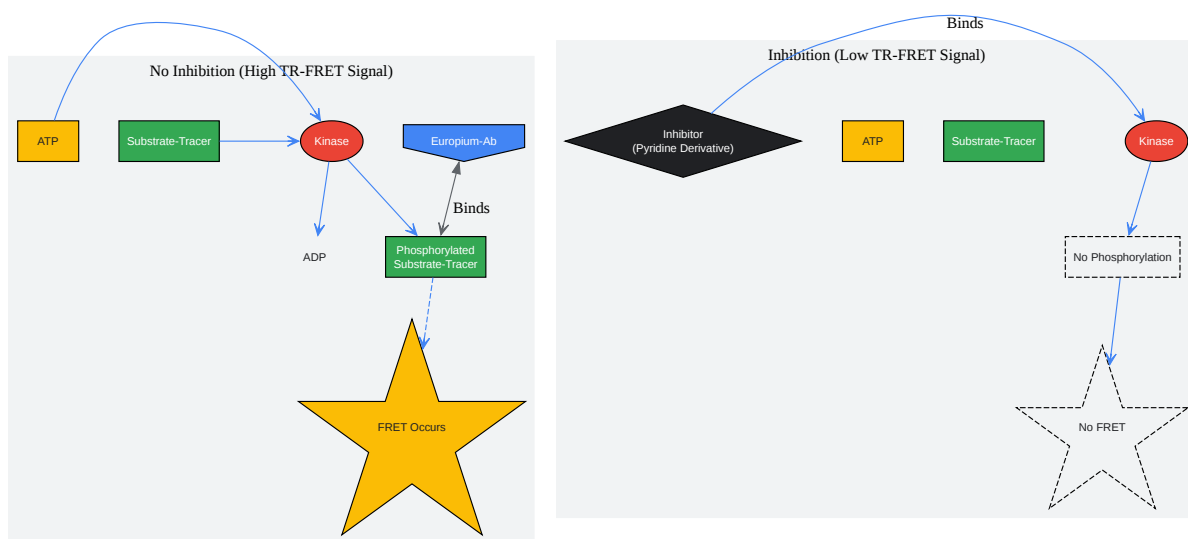 No Inhibition (High TR-FRET Signal)
ATP
Substrate-Tracer
Kinase
Europium-Ab
Binds
ADP
Phosphorylated
Substrate-Tracer
FRET Occurs
Binds
Inhibition (Low TR-FRET Signal)
Inhibitor
(Pyridine Derivative)
ATP
Substrate-Tracer
Kinase
No Phosphorylation
No FRET